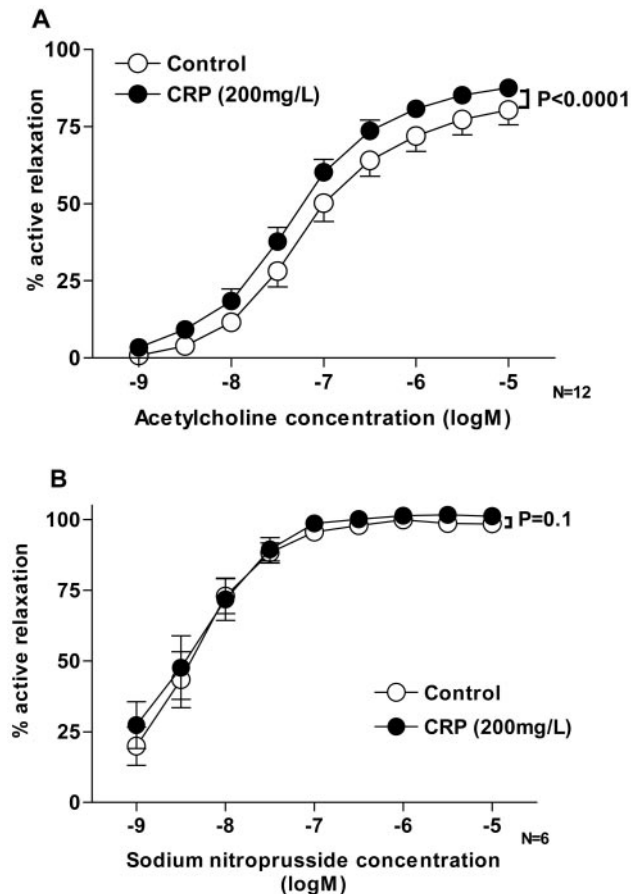 A
100
75
50
25
0
% active relaxation
Control
CRP (200mg/L)
P<0.0001
-9 -8 -7 -6 -5
N=12
Acetylcholine concentration (logM)
B
100
75
50
25
0
% active relaxation
P=0.1
Control
CRP (200mg/L)
-9 -8 -7 -6 -5
N=6
Sodium nitroprusside concentration
(logM)